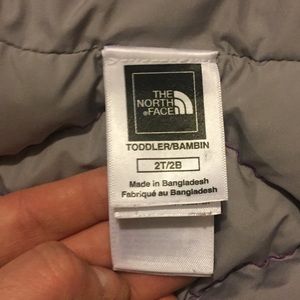 THE
NORTH
FACE
TODDLER/BAMBIN
2T/2B
Made in Bangladesh
Fabriqué au Bangladesh